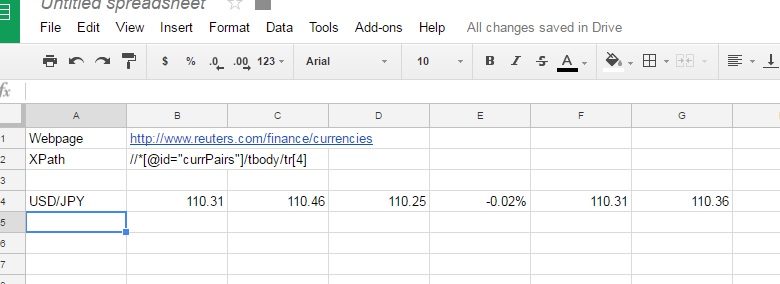 Untitled spreadsheet
File Edit View Insert Format Data Tools Add-ons Help All changes saved in Drive
$ % .0 .00 123 Arial 10 B I S A
fx
A B C D E F G
1 Webpage http://www.reuters.com/finance/currencies
2 XPath //*[@id="currPairs"]/tbody/tr[4]
3
4 USD/JPY 110.31 110.46 110.25 -0.02% 110.31 110.36
5
6
7